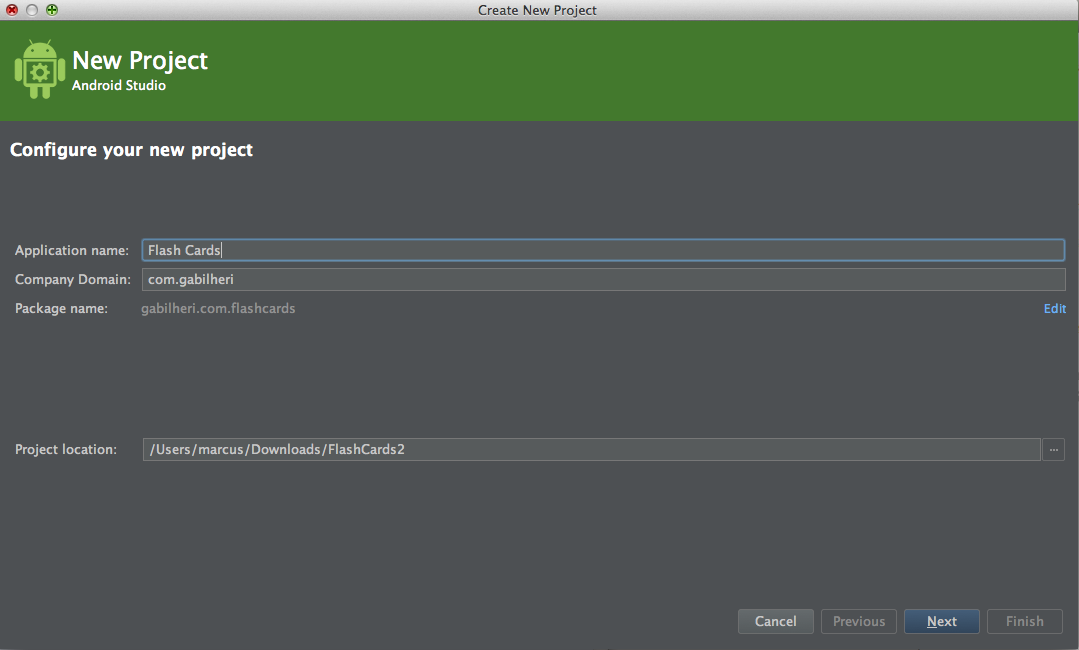 Create New Project
New Project
Android Studio
Configure your new project
Application name: Flash Cards
Company Domain: com.gabilheri
Package name: gabilheri.com.flashcards Edit
Project location: /Users/marcus/Downloads/FlashCards2 ...
Cancel Previous Next Finish